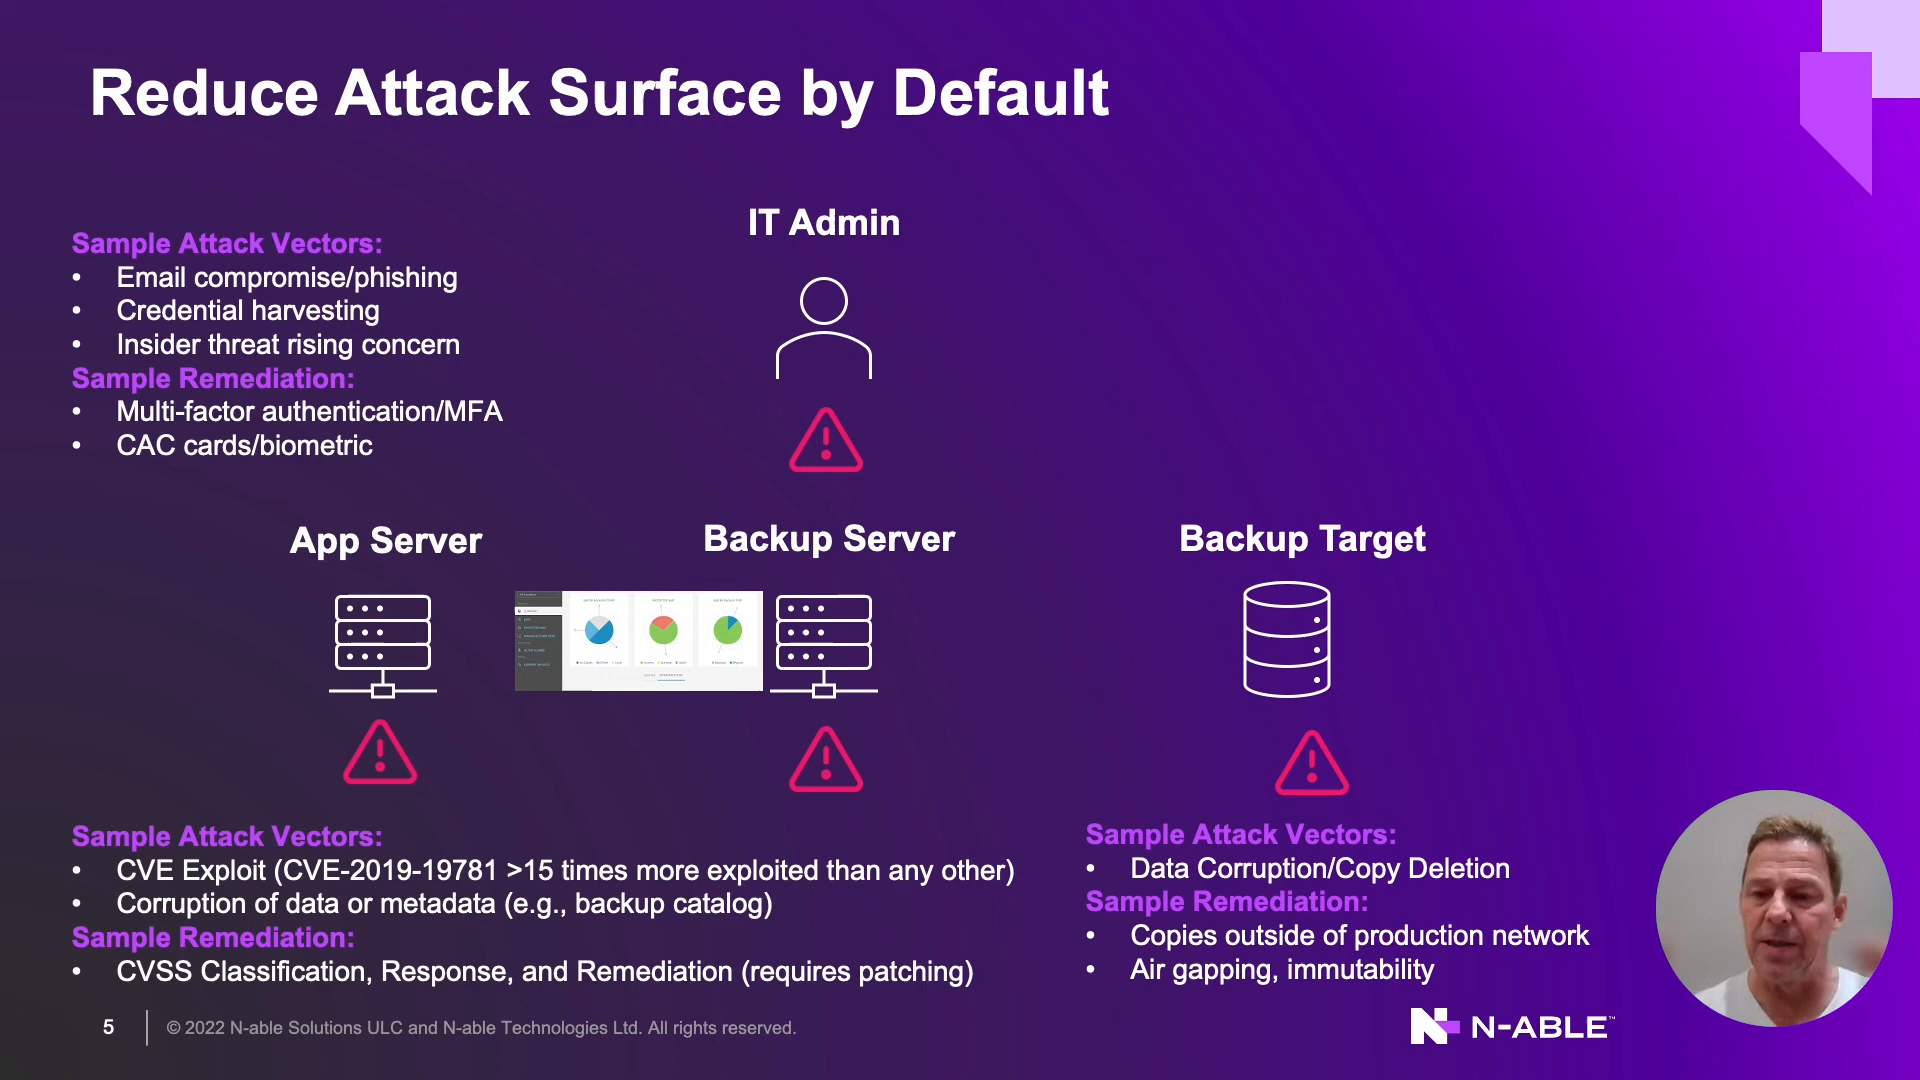 Reduce Attack Surface by Default
IT Admin
Sample Attack Vectors:
• Email compromise/phishing
• Credential harvesting
• Insider threat rising concern
Sample Remediation:
• Multi-factor authentication/MFA
• CAC cards/biometric
App Server
Backup Server
Backup Target
Sample Attack Vectors:
• CVE Exploit (CVE-2019-19781 >15 times more exploited than any other)
• Corruption of data or metadata (e.g., backup catalog)
Sample Remediation:
• CVSS Classification, Response, and Remediation (requires patching)
Sample Attack Vectors:
• Data Corruption/Copy Deletion
Sample Remediation:
• Copies outside of production network
• Air gapping, immutability
5
© 2022 N-able Solutions ULC and N-able Technologies Ltd. All rights reserved.
N-ABLE™